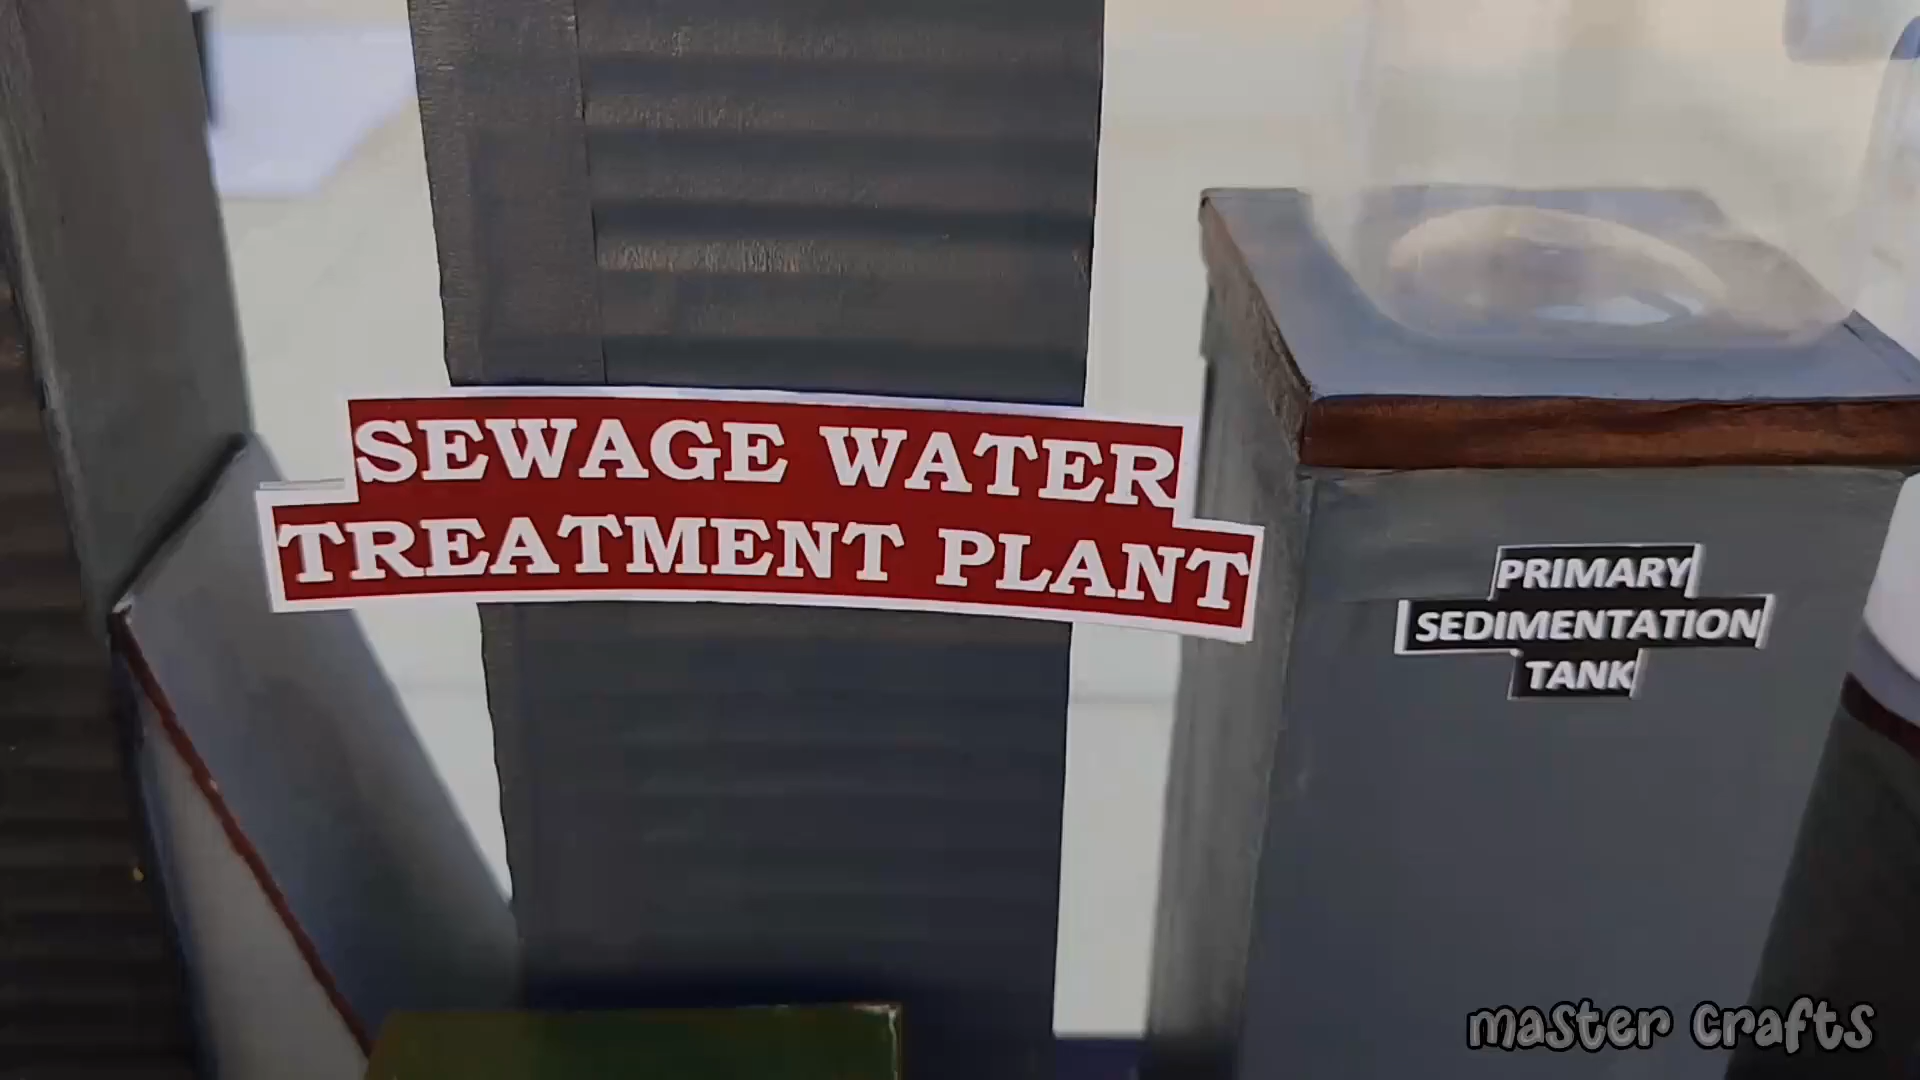 SEWAGE WATER
TREATMENT PLANT
PRIMARY
SEDIMENTATION
TANK
master crafts